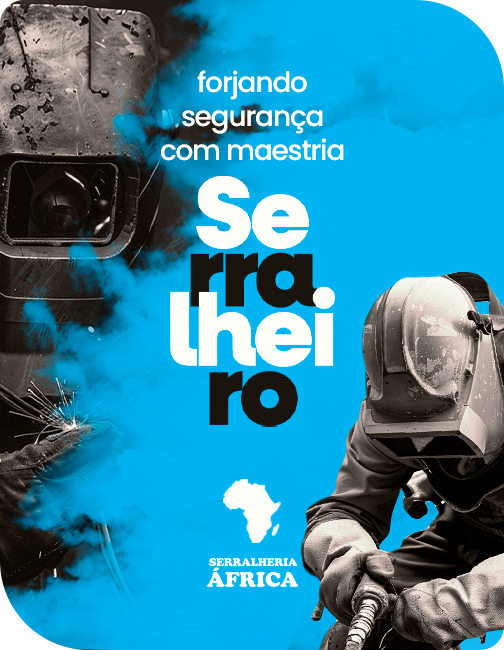 forjando
segurança
com maestria
Se
rra
lhei
ro
SERRALHERIA
ÁFRICA